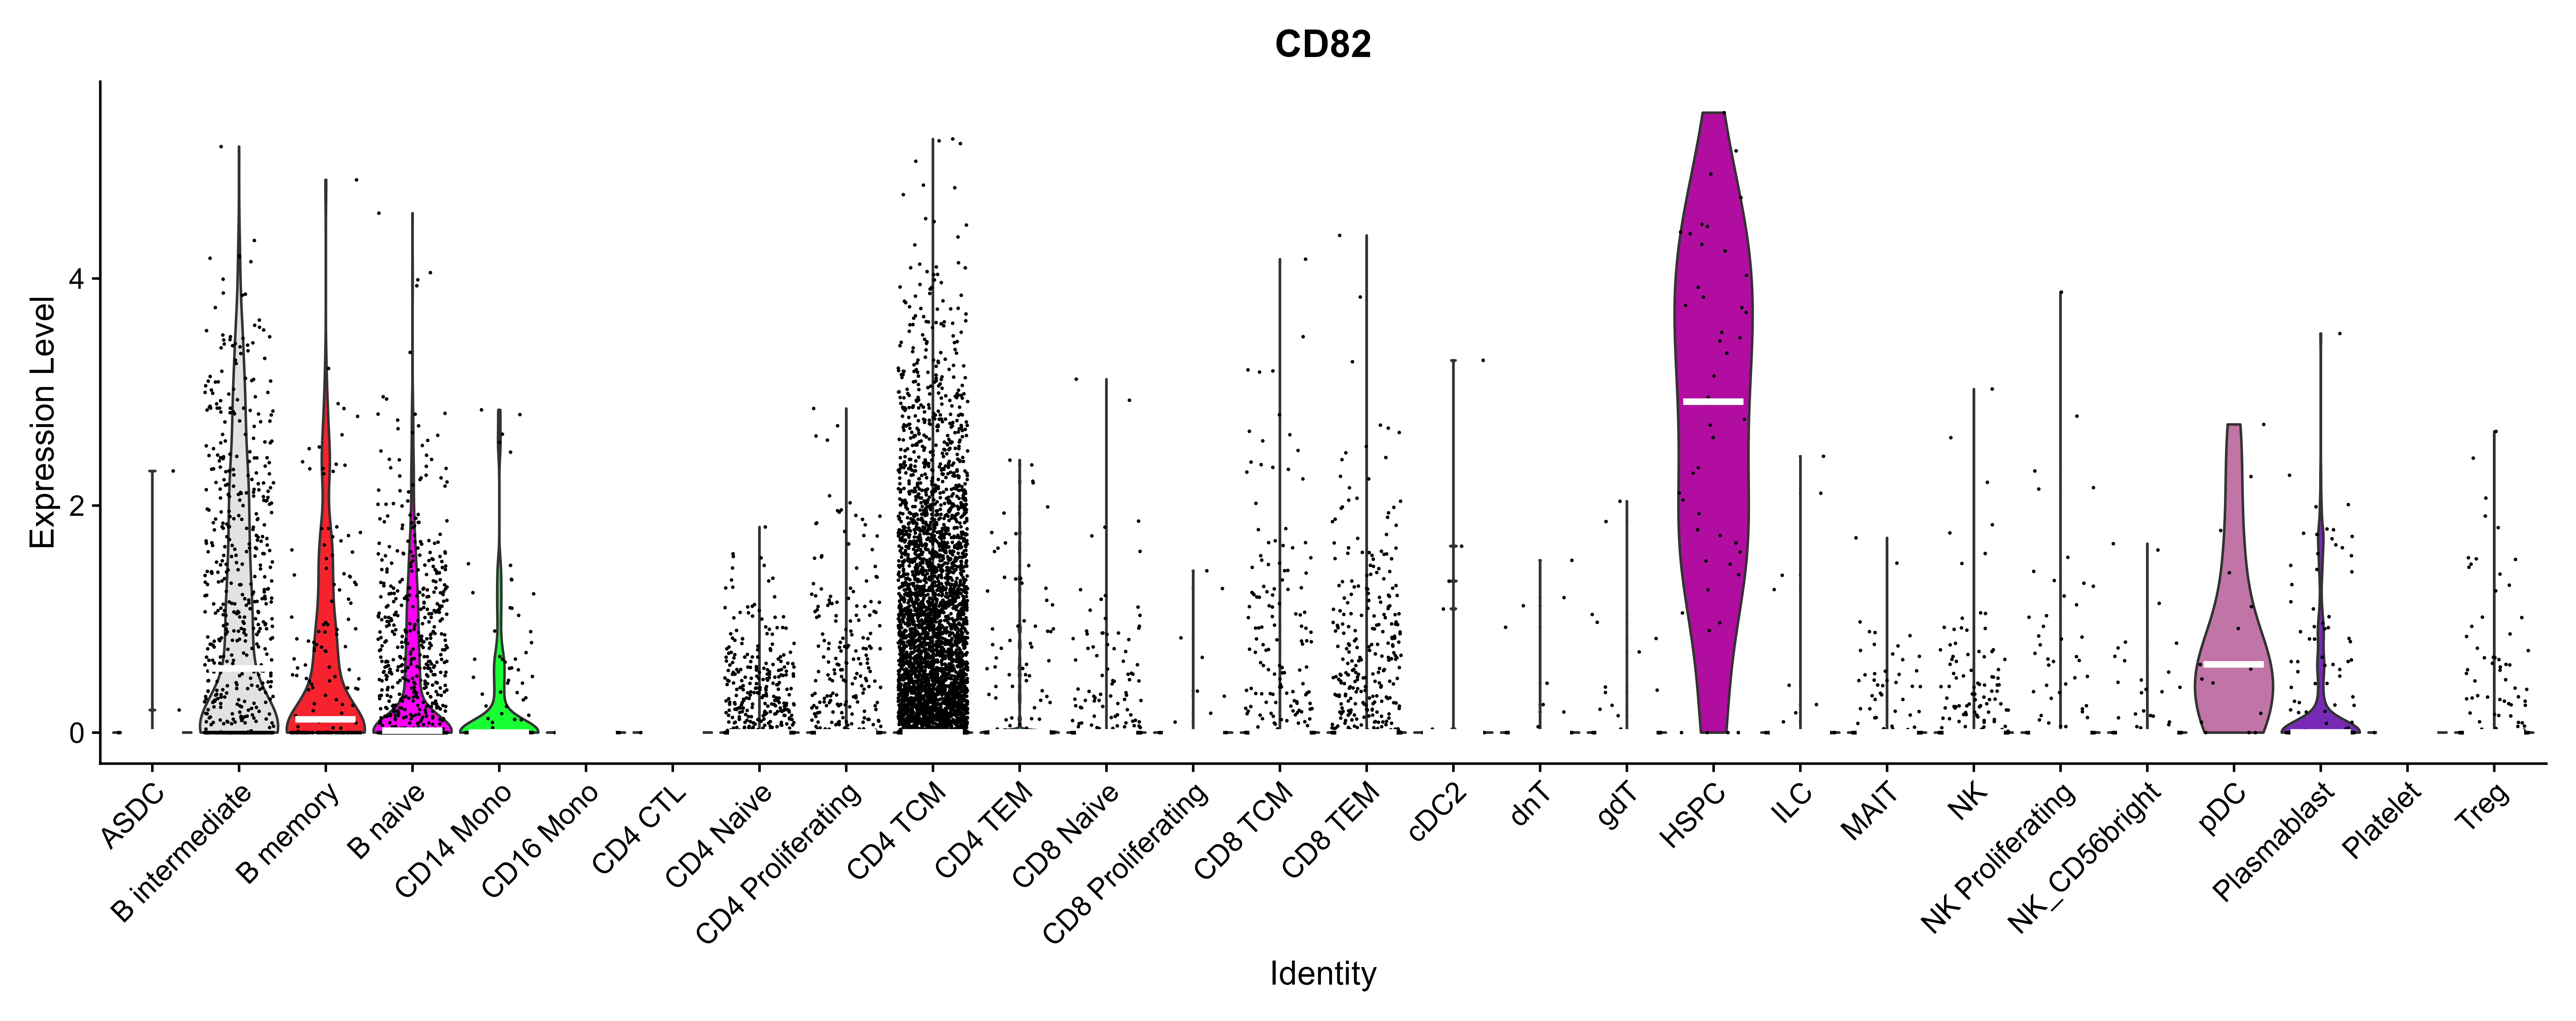 CD82
Expression Level
4
2
0
ASDC
B intermediate
B memory
B naive
CD14 Mono
CD16 Mono
CD4 CTL
CD4 Naive
CD4 Proliferating
CD4 TCM
CD4 TEM
CD8 Naive
CD8 Proliferating
CD8 TCM
CD8 TEM
cDC2
dnT
gdT
HSPC
ILC
MAIT
NK
NK Proliferating
NK_CD56bright
pDC
Plasmablast
Platelet
Treg
Identity